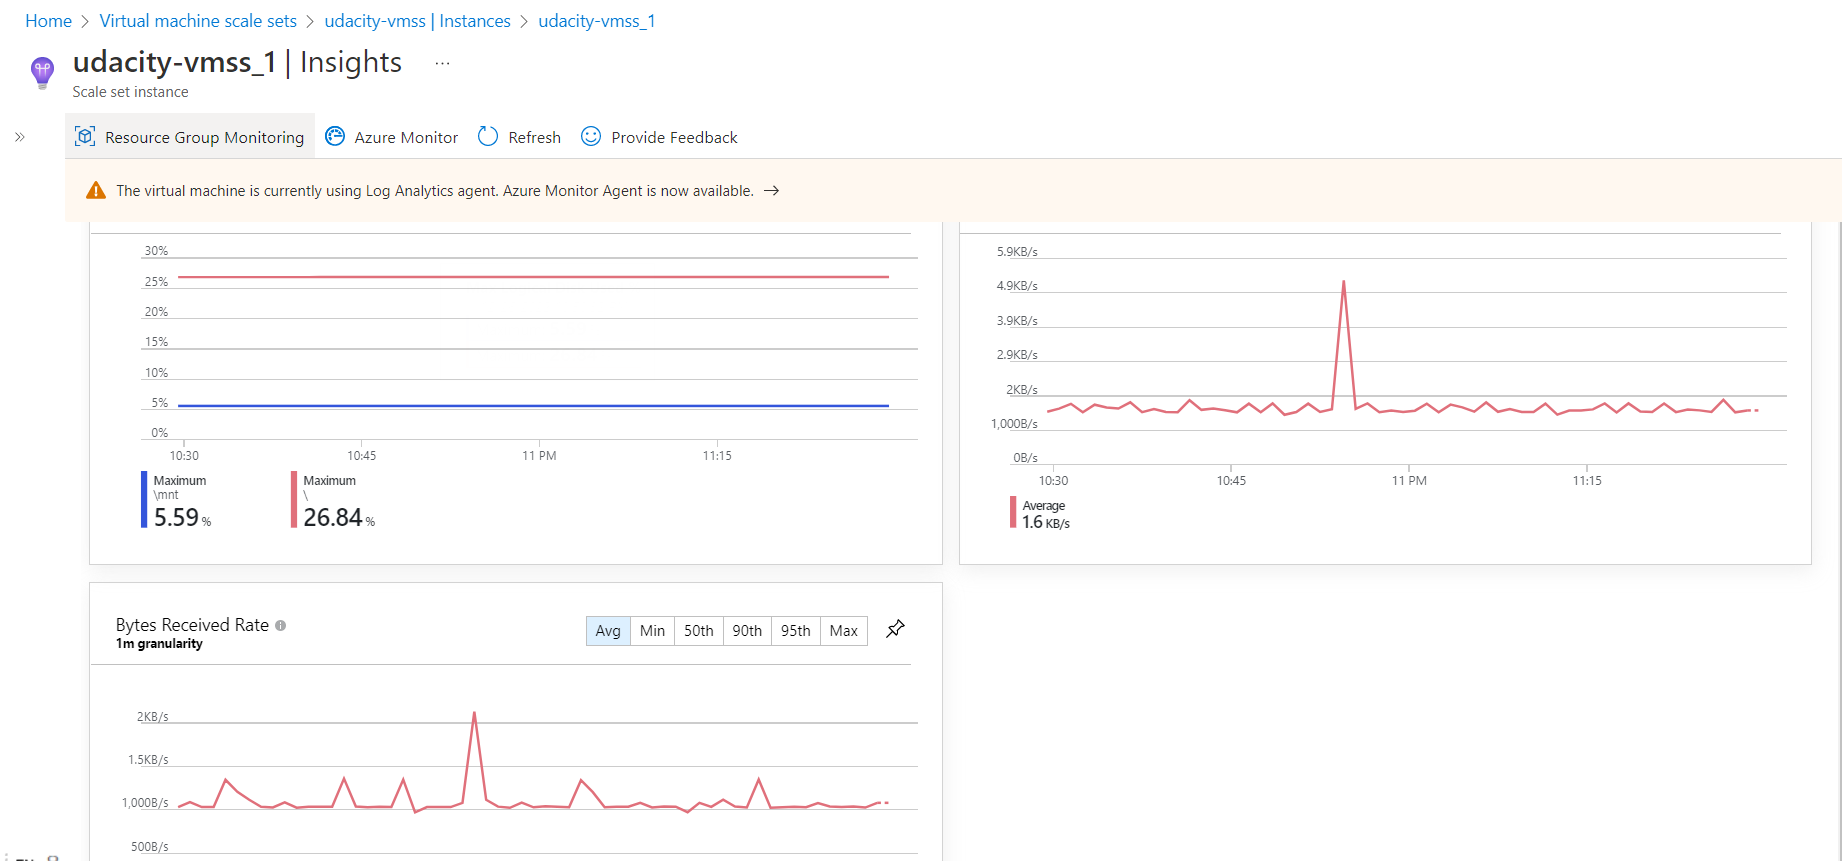 Home > Virtual machine scale sets > udacity-vmss | Instances > udacity-vmss_1
udacity-vmss_1 | Insights ...
Scale set instance
» Resource Group Monitoring Azure Monitor Refresh Provide Feedback
The virtual machine is currently using Log Analytics agent. Azure Monitor Agent is now available. →
30%
25%
20%
15%
10%
5%
0%
10:30 10:45 11 PM 11:15
Maximum
\mnt
5.59 %
Maximum
\
26.84 %
5.9KB/s
4.9KB/s
3.9KB/s
2.9KB/s
2KB/s
1,000B/s
0B/s
10:30 10:45 11 PM 11:15
Average
1.6 KB/s
Bytes Received Rate
1m granularity
Avg Min 50th 90th 95th Max
2KB/s
1.5KB/s
1,000B/s
500B/s